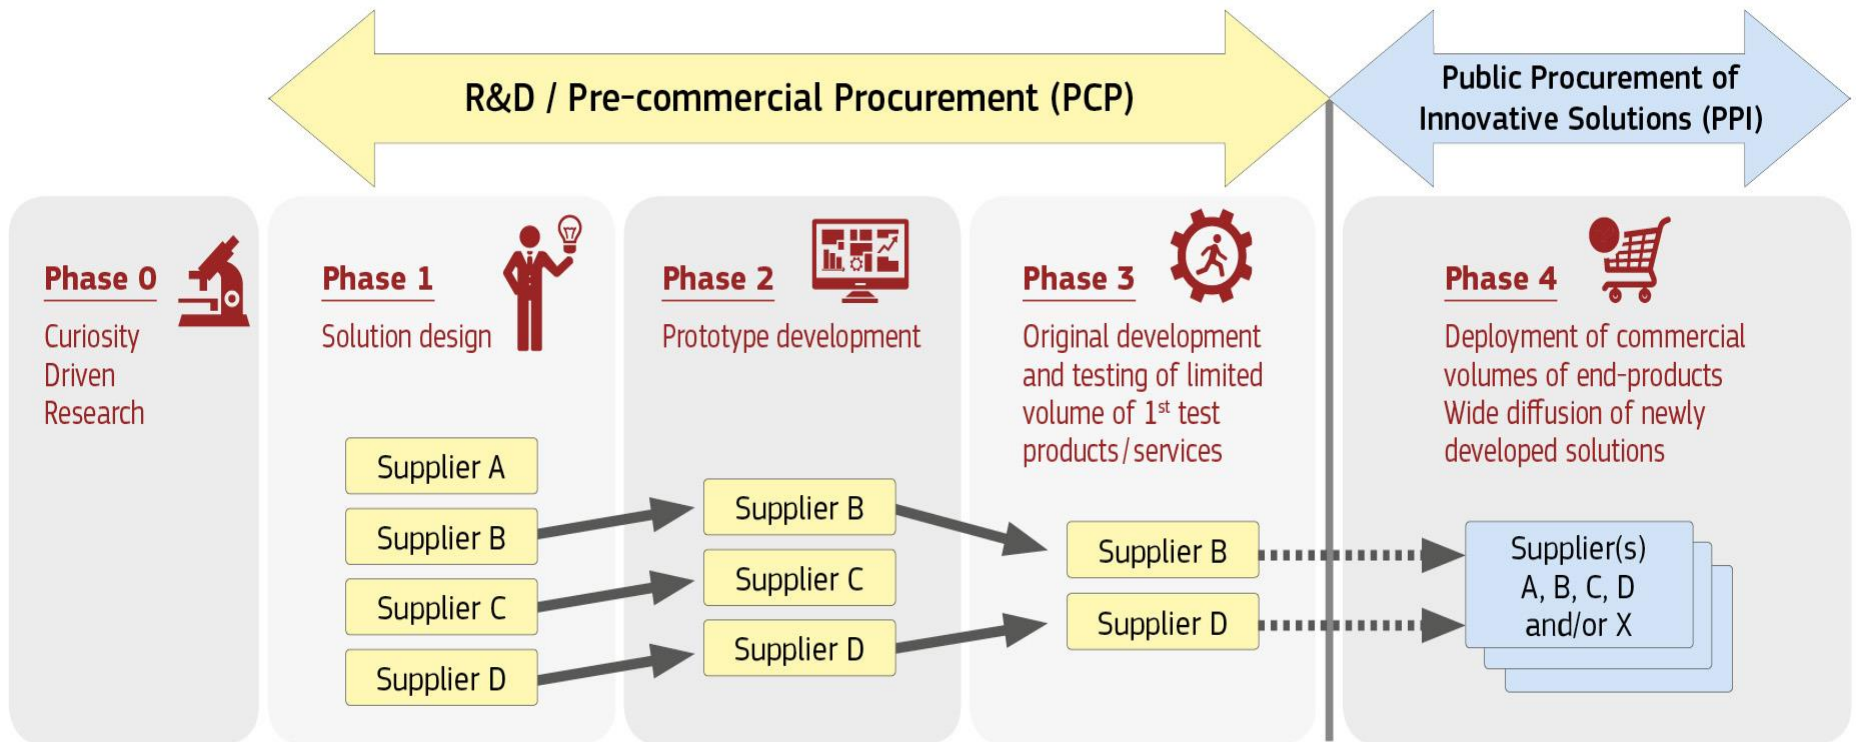 R&D / Pre-commercial Procurement (PCP)
Public Procurement of
Innovative Solutions (PPI)
Phase 0
Curiosity
Driven
Research
Phase 1
Solution design
Supplier A
Supplier B
Supplier C
Supplier D
Phase 2
Prototype development
Supplier B
Supplier C
Supplier D
Phase 3
Original development
and testing of limited
volume of 1st test
products/services
Supplier B
Supplier D
Phase 4
Deployment of commercial
volumes of end-products
Wide diffusion of newly
developed solutions
Supplier(s)
A, B, C, D
and/or X